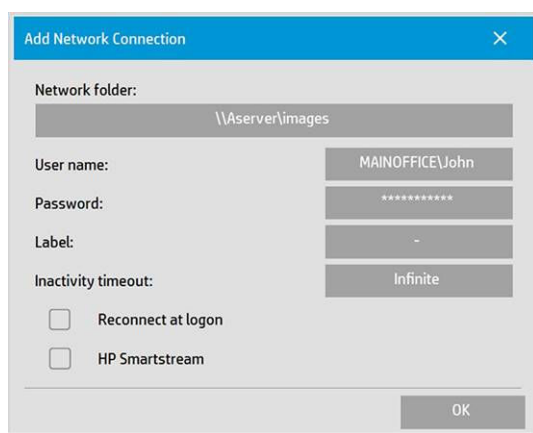 Add Network Connection
Network folder:
\\Aserver\images
User name: MAINOFFICE\John
Password: ***********
Label: -
Inactivity timeout: Infinite
Reconnect at logon
HP Smartstream
OK